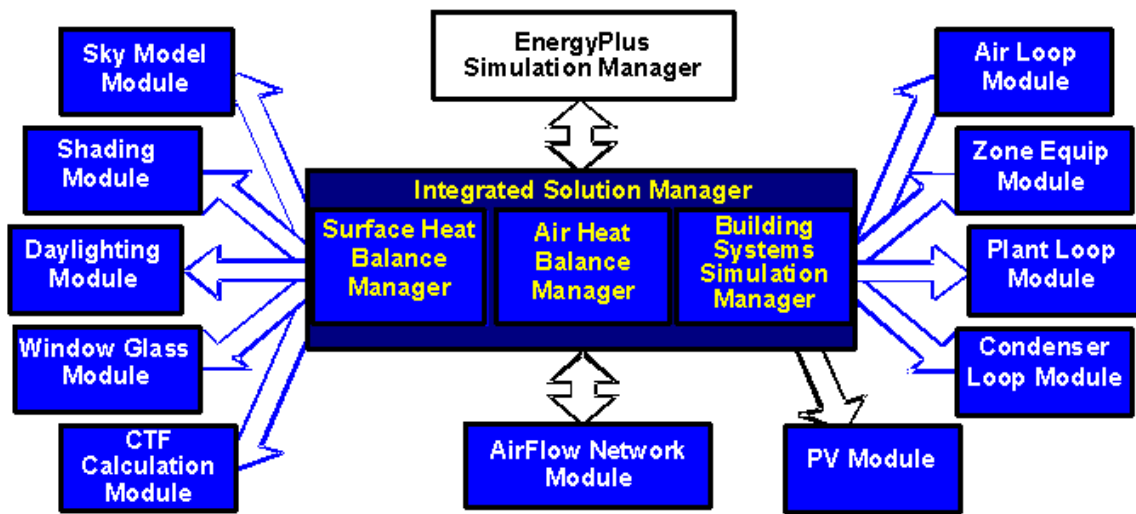 EnergyPlus
Simulation Manager
Sky Model
Module
Shading
Module
Daylighting
Module
Window Glass
Module
CTF
Calculation
Module
Integrated Solution Manager
Surface Heat
Balance
Manager
Air Heat
Balance
Manager
Building
Systems
Simulation
Manager
Air Loop
Module
Zone Equip
Module
Plant Loop
Module
Condenser
Loop Module
AirFlow Network
Module
PV Module